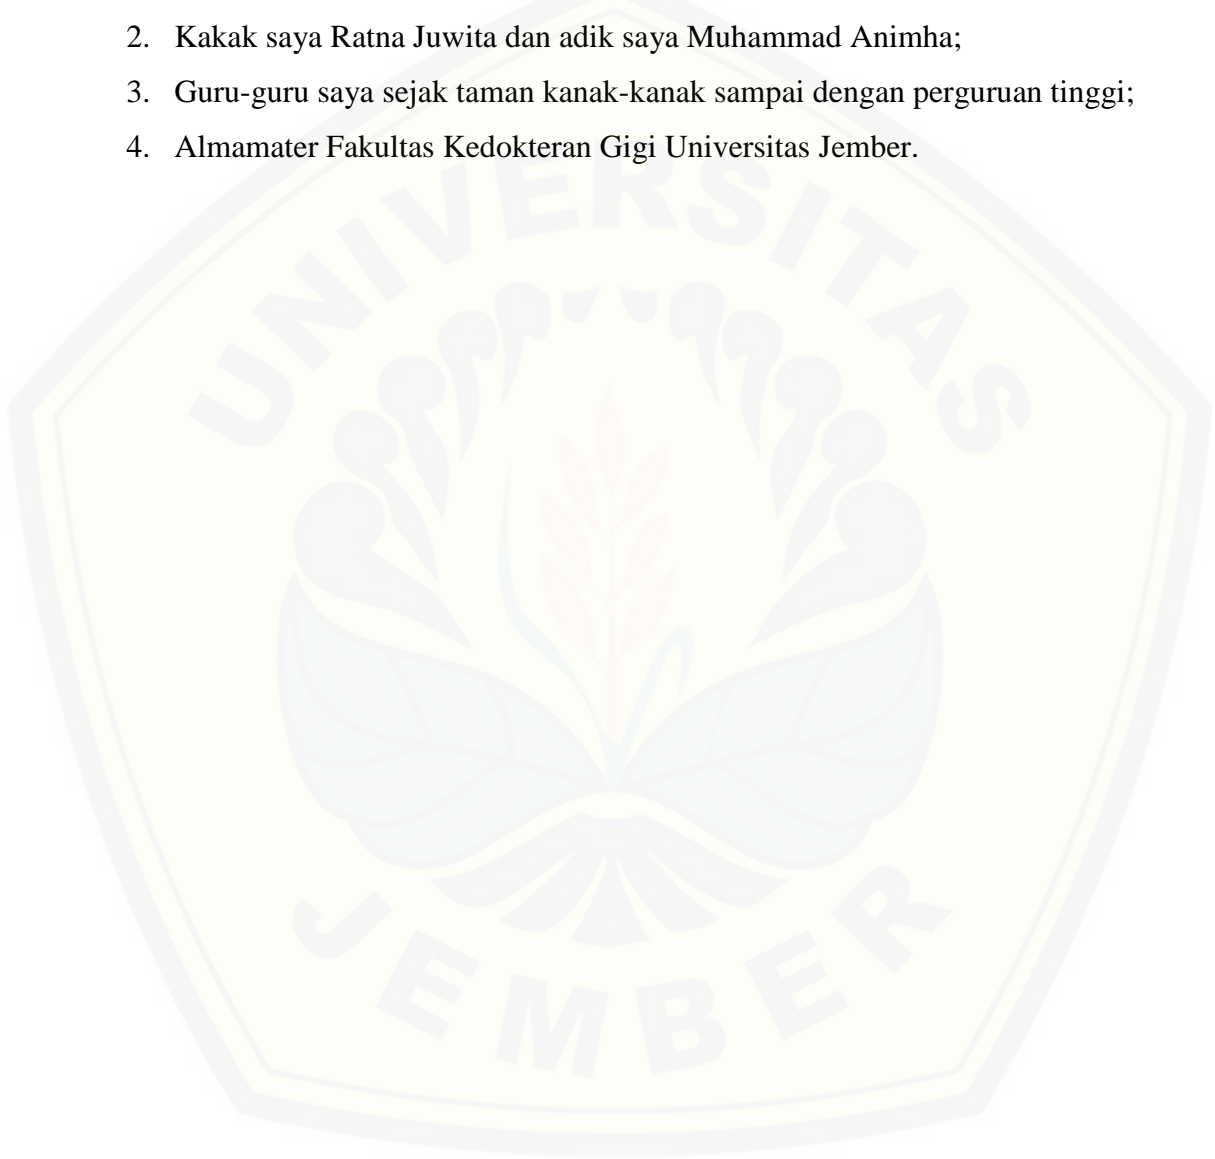 2. Kakak saya Ratna Juwita dan adik saya Muhammad Animha;
3. Guru-guru saya sejak taman kanak-kanak sampai dengan perguruan tinggi;
4. Almamater Fakultas Kedokteran Gigi Universitas Jember.
UNIVERSITAS
JEMBER